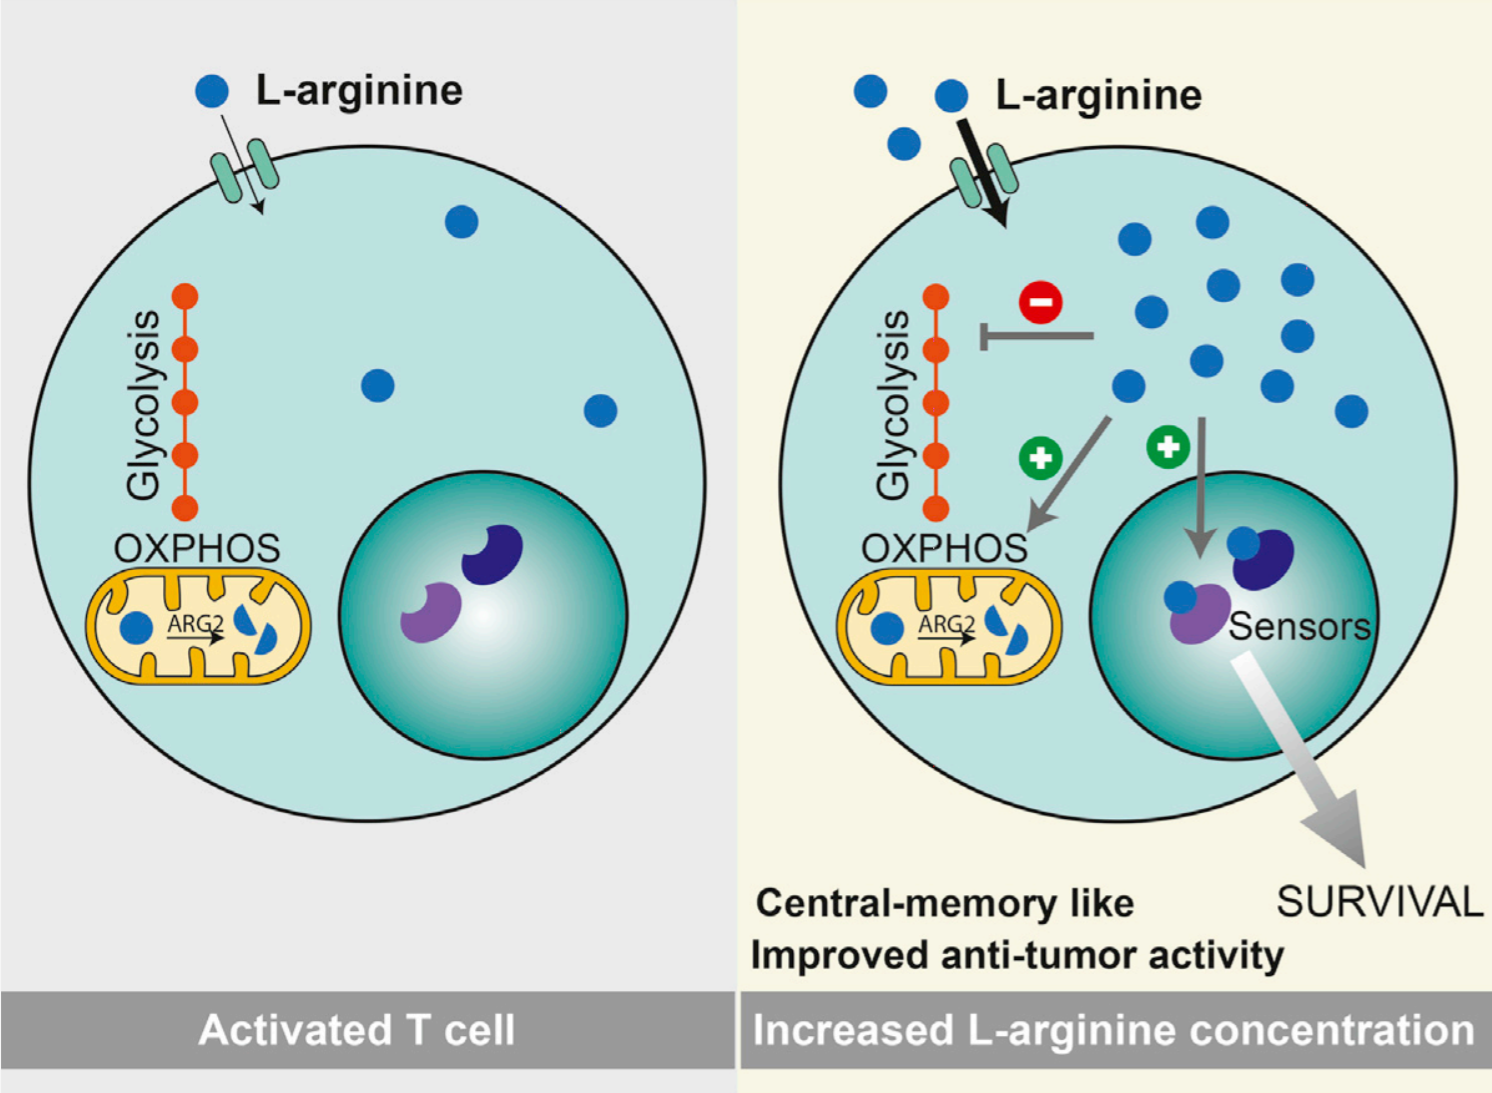 L-arginine
Glycolysis
OXPHOS
ARG2
Activated T cell
L-arginine
Glycolysis
OXPHOS
ARG2
Sensors
SURVIVAL
Central-memory like
Improved anti-tumor activity
Increased L-arginine concentration